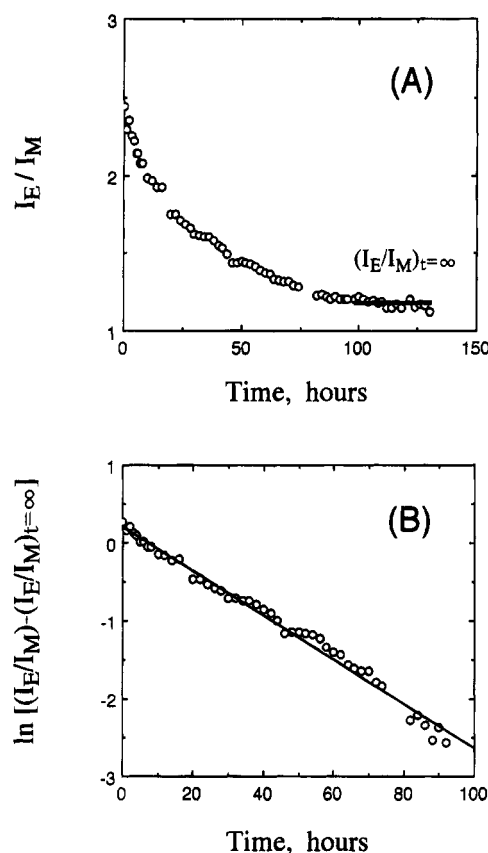 (A)
3
2
1
I_E / I_M
(I_E/I_M)_{t=∞}
0 50 100 150
Time, hours
(B)
1
0
-1
-2
-3
ln [(I_E/I_M)-(I_E/I_M)_{t=∞}]
0 20 40 60 80 100
Time, hours